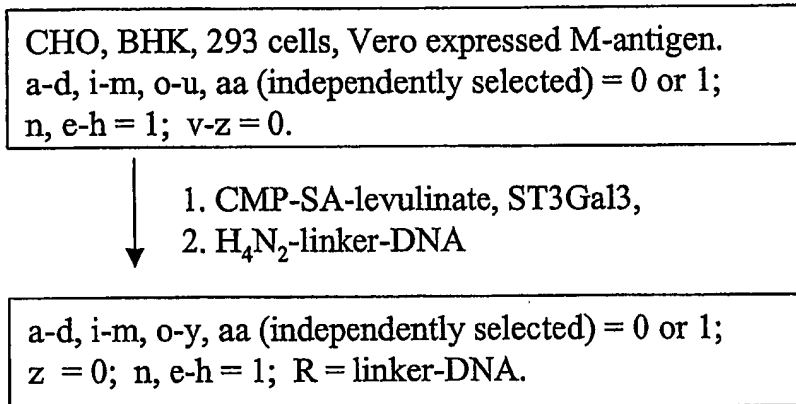 CHO, BHK, 293 cells, Vero expressed M-antigen.
a-d, i-m, o-u, aa (independently selected) = 0 or 1;
n, e-h = 1; v-z = 0.
1. CMP-SA-levulinate, ST3Gal3,
2. H₄N₂-linker-DNA
a-d, i-m, o-y, aa (independently selected) = 0 or 1;
z = 0; n, e-h = 1; R = linker-DNA.